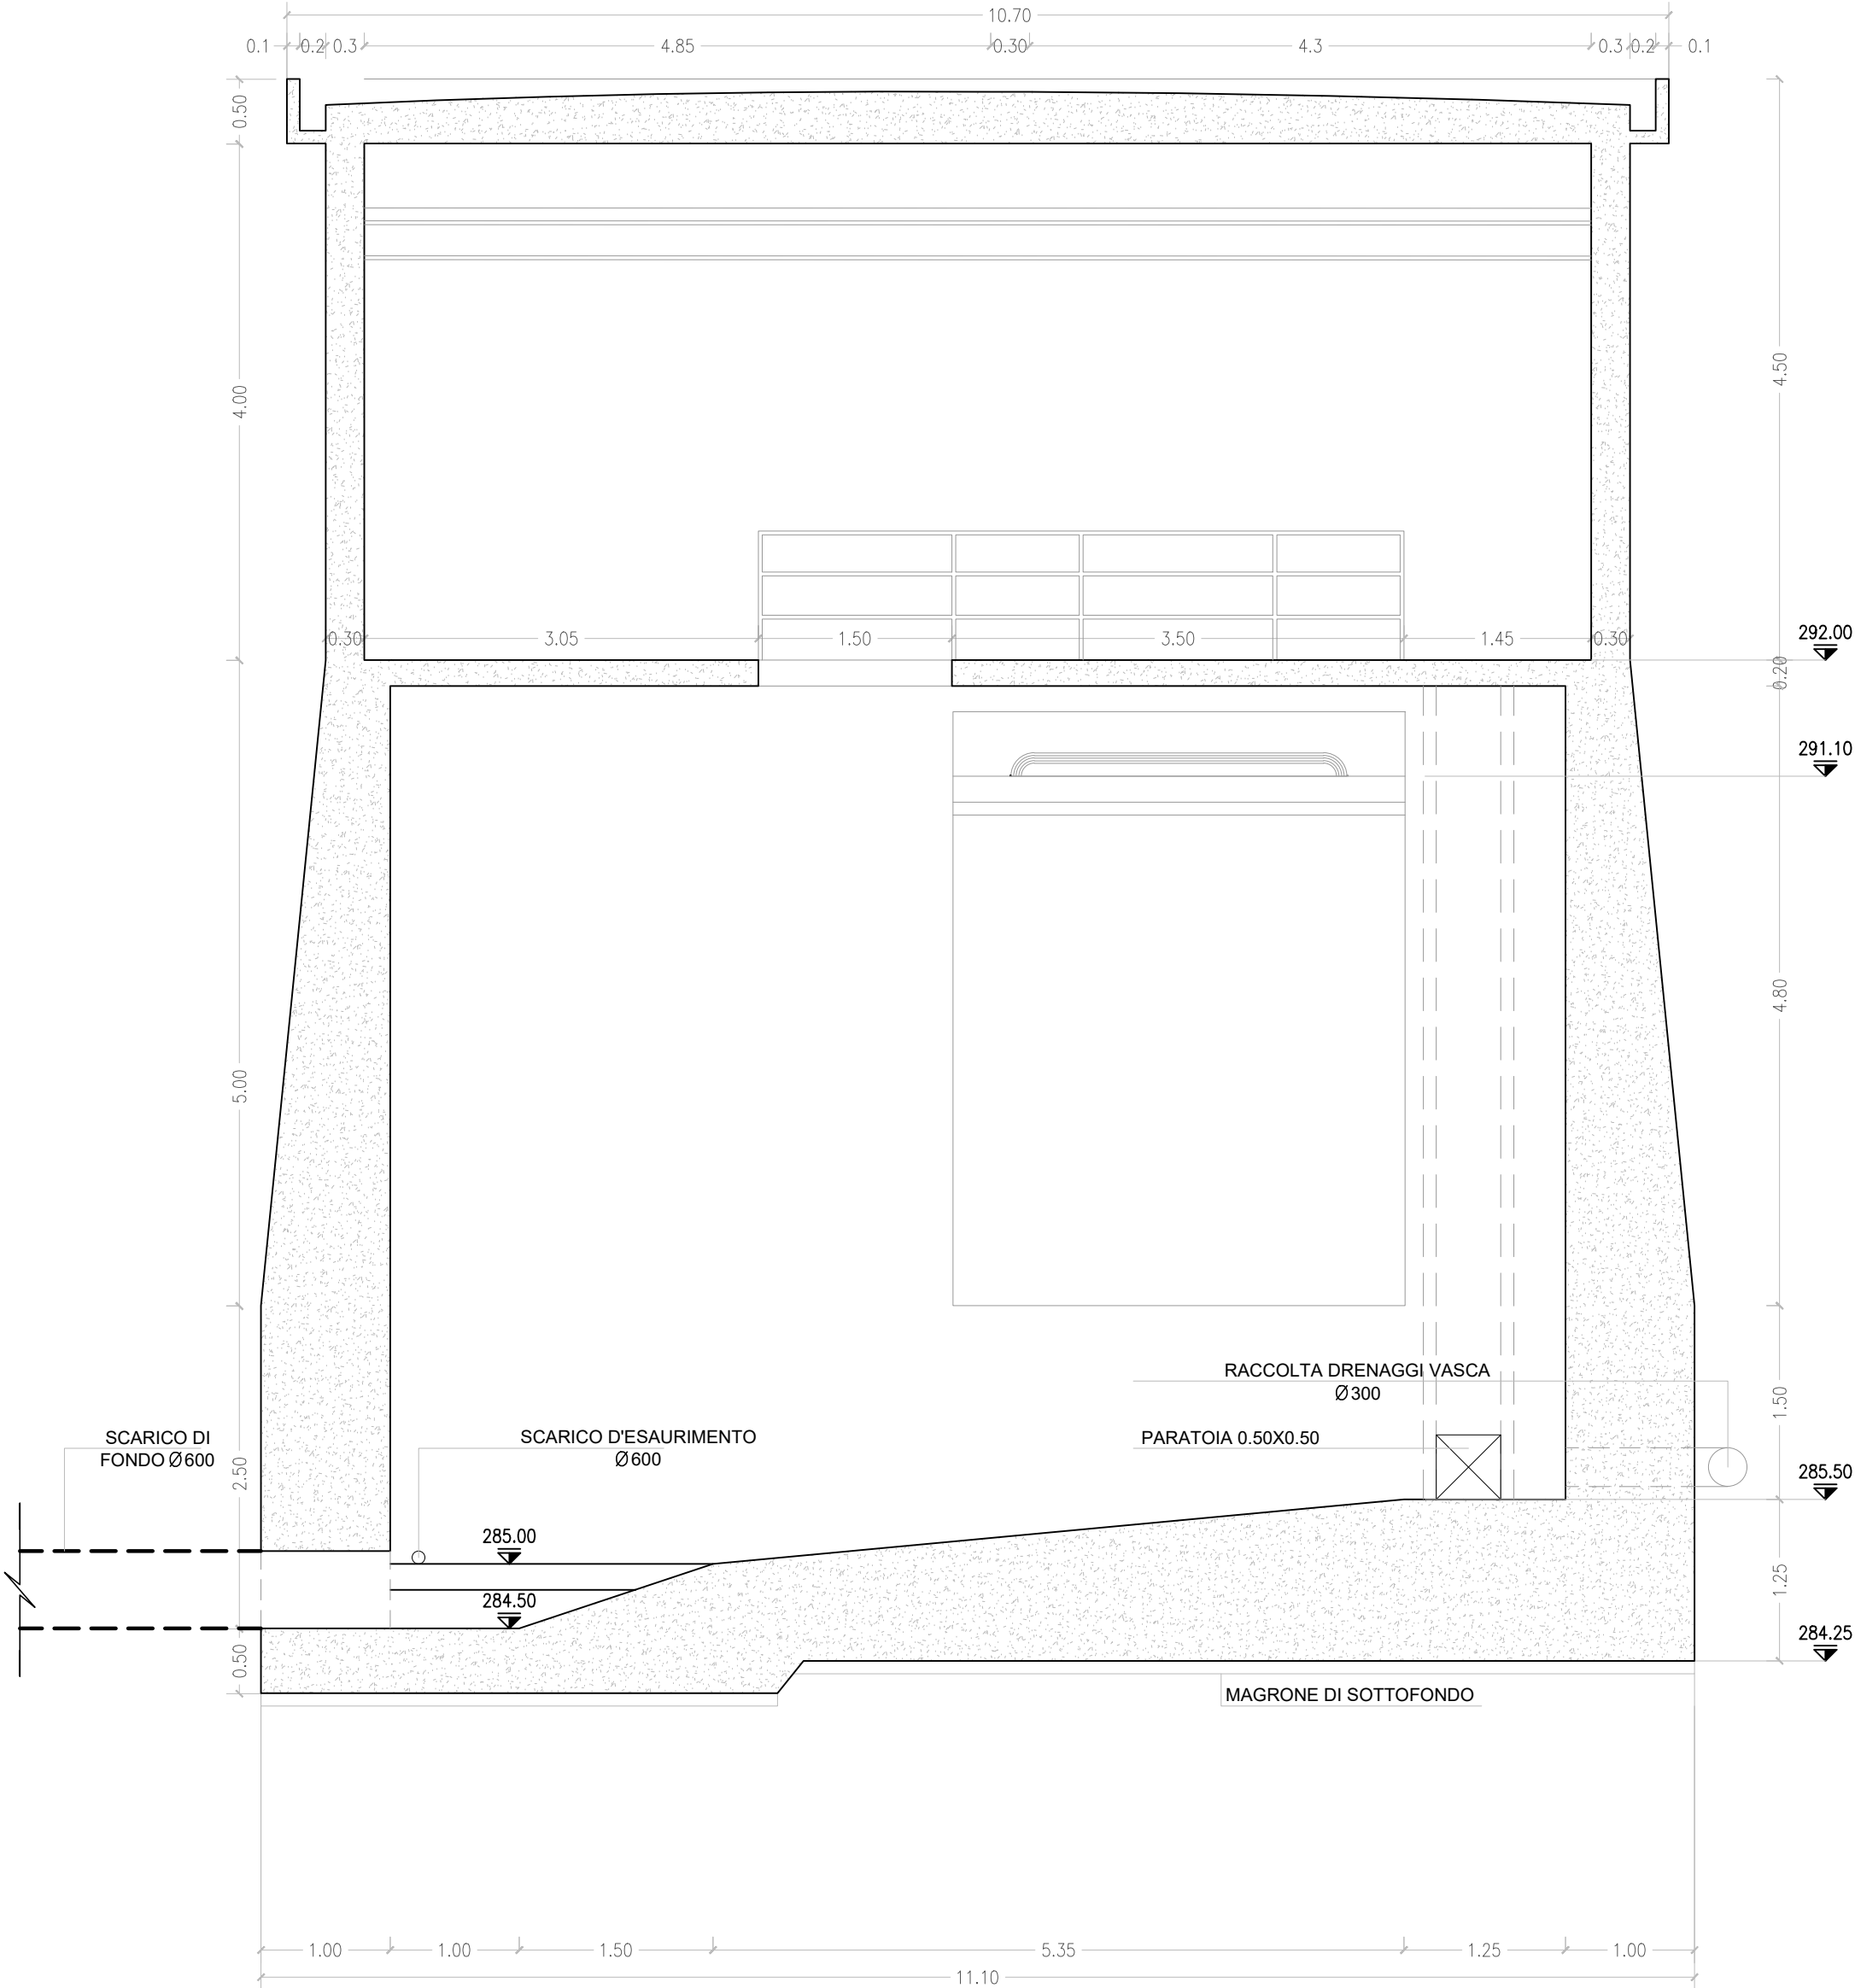 10.70
0.1 0.2 0.3 4.85 0.30 4.3 0.3 0.2 0.1
0.50
4.00
4.50
0.30 3.05 1.50 3.50 1.45 0.30
292.00
0.20
291.10
4.80
5.00
RACCOLTA DRENAGGI VASCA
Ø300
1.50
SCARICO DI
FONDO Ø600
SCARICO D'ESAURIMENTO
Ø600
PARATOIA 0.50X0.50
2.50
285.50
285.00
1.25
284.50
284.25
0.50
MAGRONE DI SOTTOFONDO
1.00 1.00 1.50 5.35 1.25 1.00
11.10